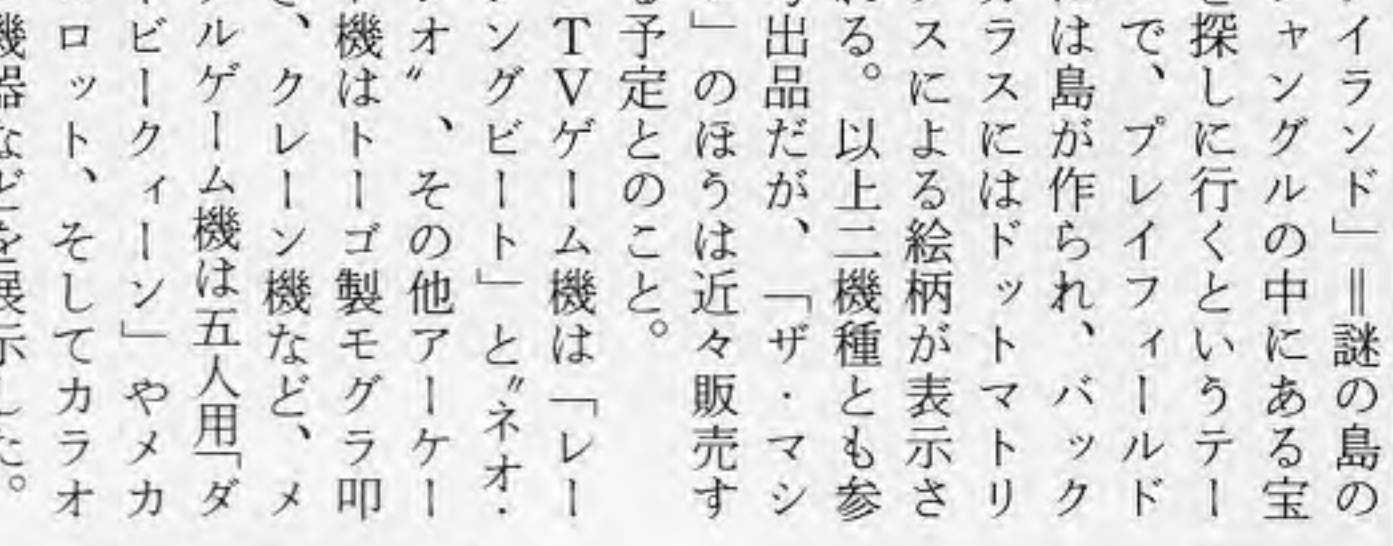 イランド」＝謎の島の
ャングルの中にある宝
を探しに行くというテー
で、プレイフィールド
は島が作られ、バック
ラスにはドットマトリ
スによる絵柄が表示さ
れる。以上二機種とも参
考出品だが、「ザ・マシ
」のほうは近々販売す
る予定とのこと。
TVゲーム機は「レー
ングビート」と〝ネオ・
オ〟、その他アーケー
機はトーゴ製モグラ叩
、クレーン機など、メ
ルゲーム機は五人用「ダ
ビークィーン」やメカ
ロット、そしてカラオ
機器などを展示した。